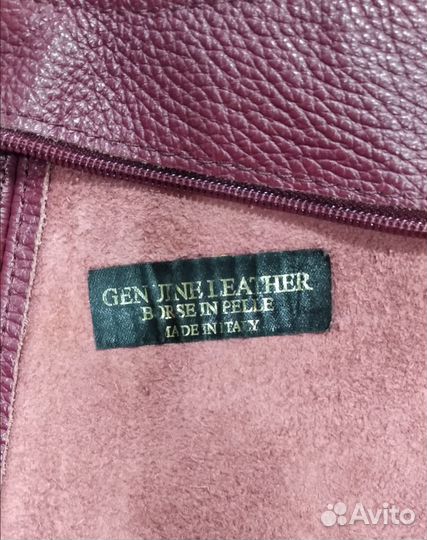 GENUINE LEATHER
BORSE IN PELLE
MADE IN ITALY
Avito